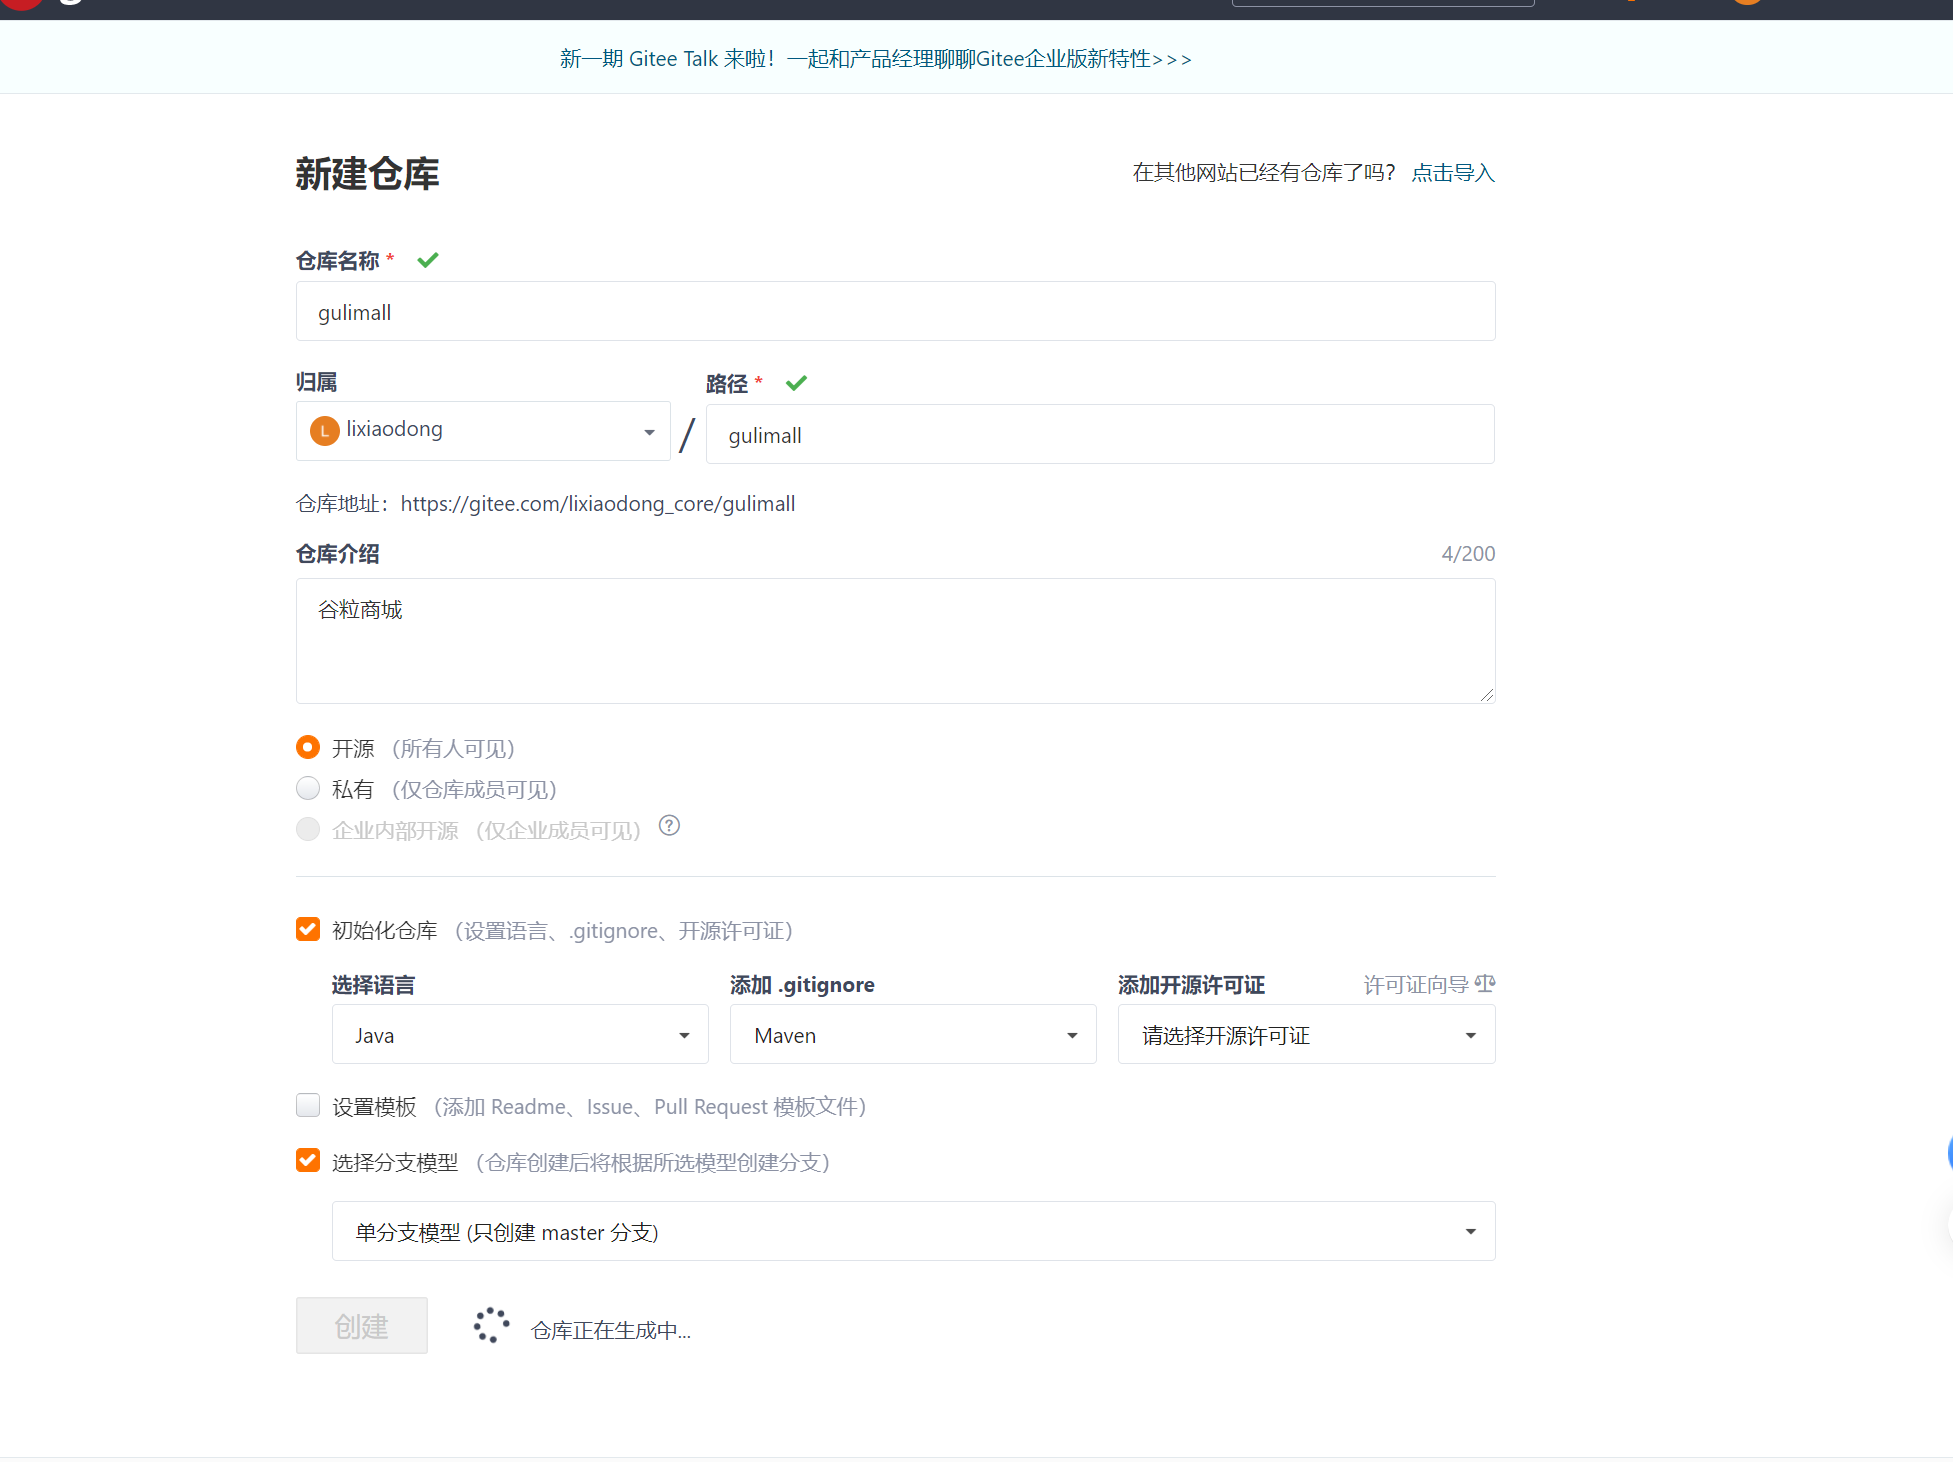 新一期 Gitee Talk 来啦！一起和产品经理聊聊Gitee企业版新特性>>>
新建仓库
在其他网站已经有仓库了吗？ 点击导入
仓库名称 *
gulimall
归属
路径 *
L lixiaodong
/
gulimall
仓库地址：https://gitee.com/lixiaodong_core/gulimall
仓库介绍
4/200
谷粒商城
开源 （所有人可见）
私有 （仅仓库成员可见）
企业内部开源 （仅企业成员可见） ?
初始化仓库 （设置语言、.gitignore、开源许可证）
选择语言
添加 .gitignore
添加开源许可证
许可证向导
Java
Maven
请选择开源许可证
设置模板 （添加 Readme、Issue、Pull Request 模板文件）
选择分支模型 （仓库创建后将根据所选模型创建分支）
单分支模型 (只创建 master 分支)
创建
仓库正在生成中...